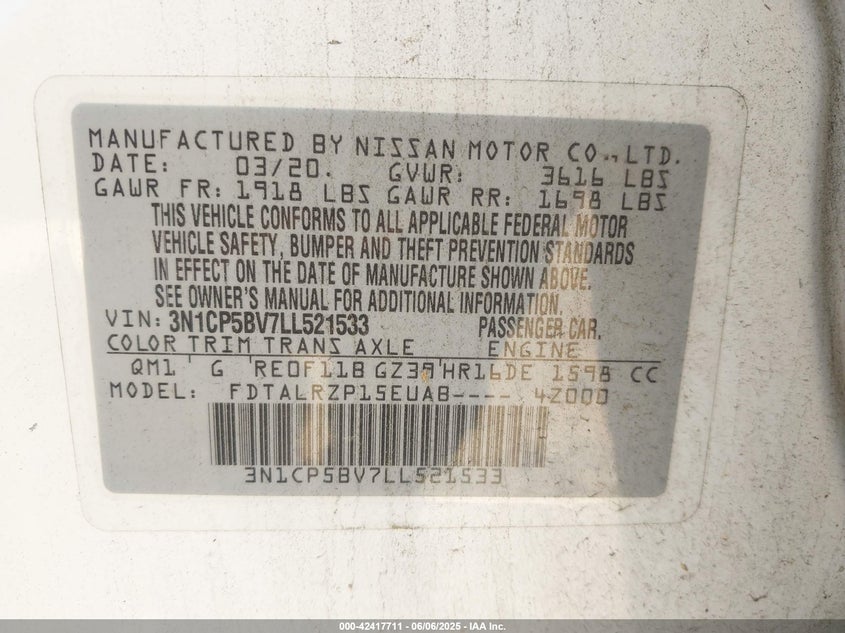 MANUFACTURED BY NISSAN MOTOR CO., LTD.
DATE: 03/20. GVWR: 3616 LBS
GAWR FR: 1918 LBS GAWR RR: 1698 LBS
THIS VEHICLE CONFORMS TO ALL APPLICABLE FEDERAL MOTOR
VEHICLE SAFETY, BUMPER AND THEFT PREVENTION STANDARDS
IN EFFECT ON THE DATE OF MANUFACTURE SHOWN ABOVE.
SEE OWNER'S MANUAL FOR ADDITIONAL INFORMATION.
VIN: 3N1CP5BV7LL521533 PASSENGER CAR.
COLOR TRIM TRANS AXLE ENGINE
QM1 G RE0F11B GZ39 HR16DE 1598 CC
MODEL: FDTALRZP15EUAB---- 4Z000
3N1CP5BV7LL521533
000-42417711 - 06/06/2025 - IAA Inc.